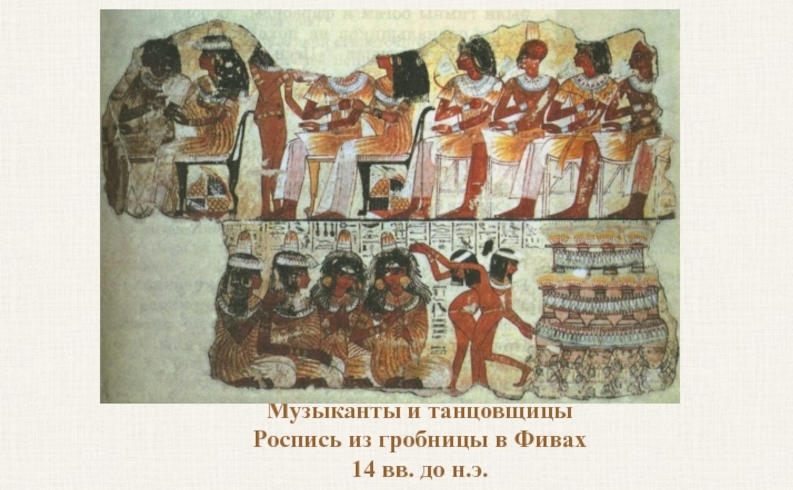 Музыканты и танцовщицы
Роспись из гробницы в Фивах
14 вв. до н.э.